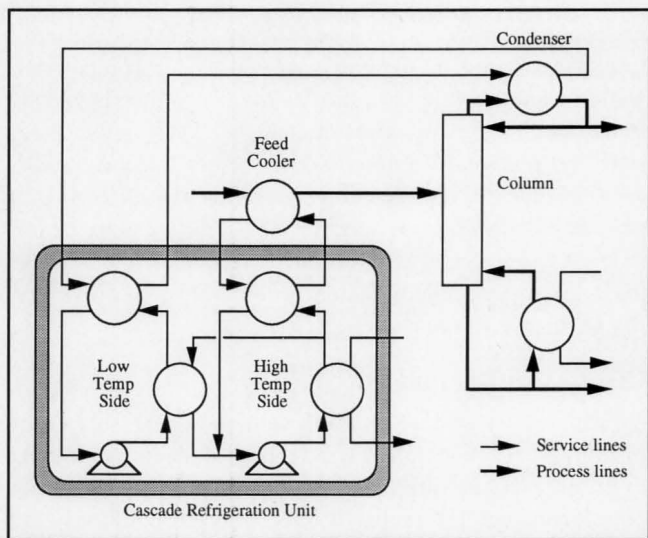 Condenser
Feed
Cooler
Column
Low
Temp
Side
High
Temp
Side
Service lines
Process lines
Cascade Refrigeration Unit